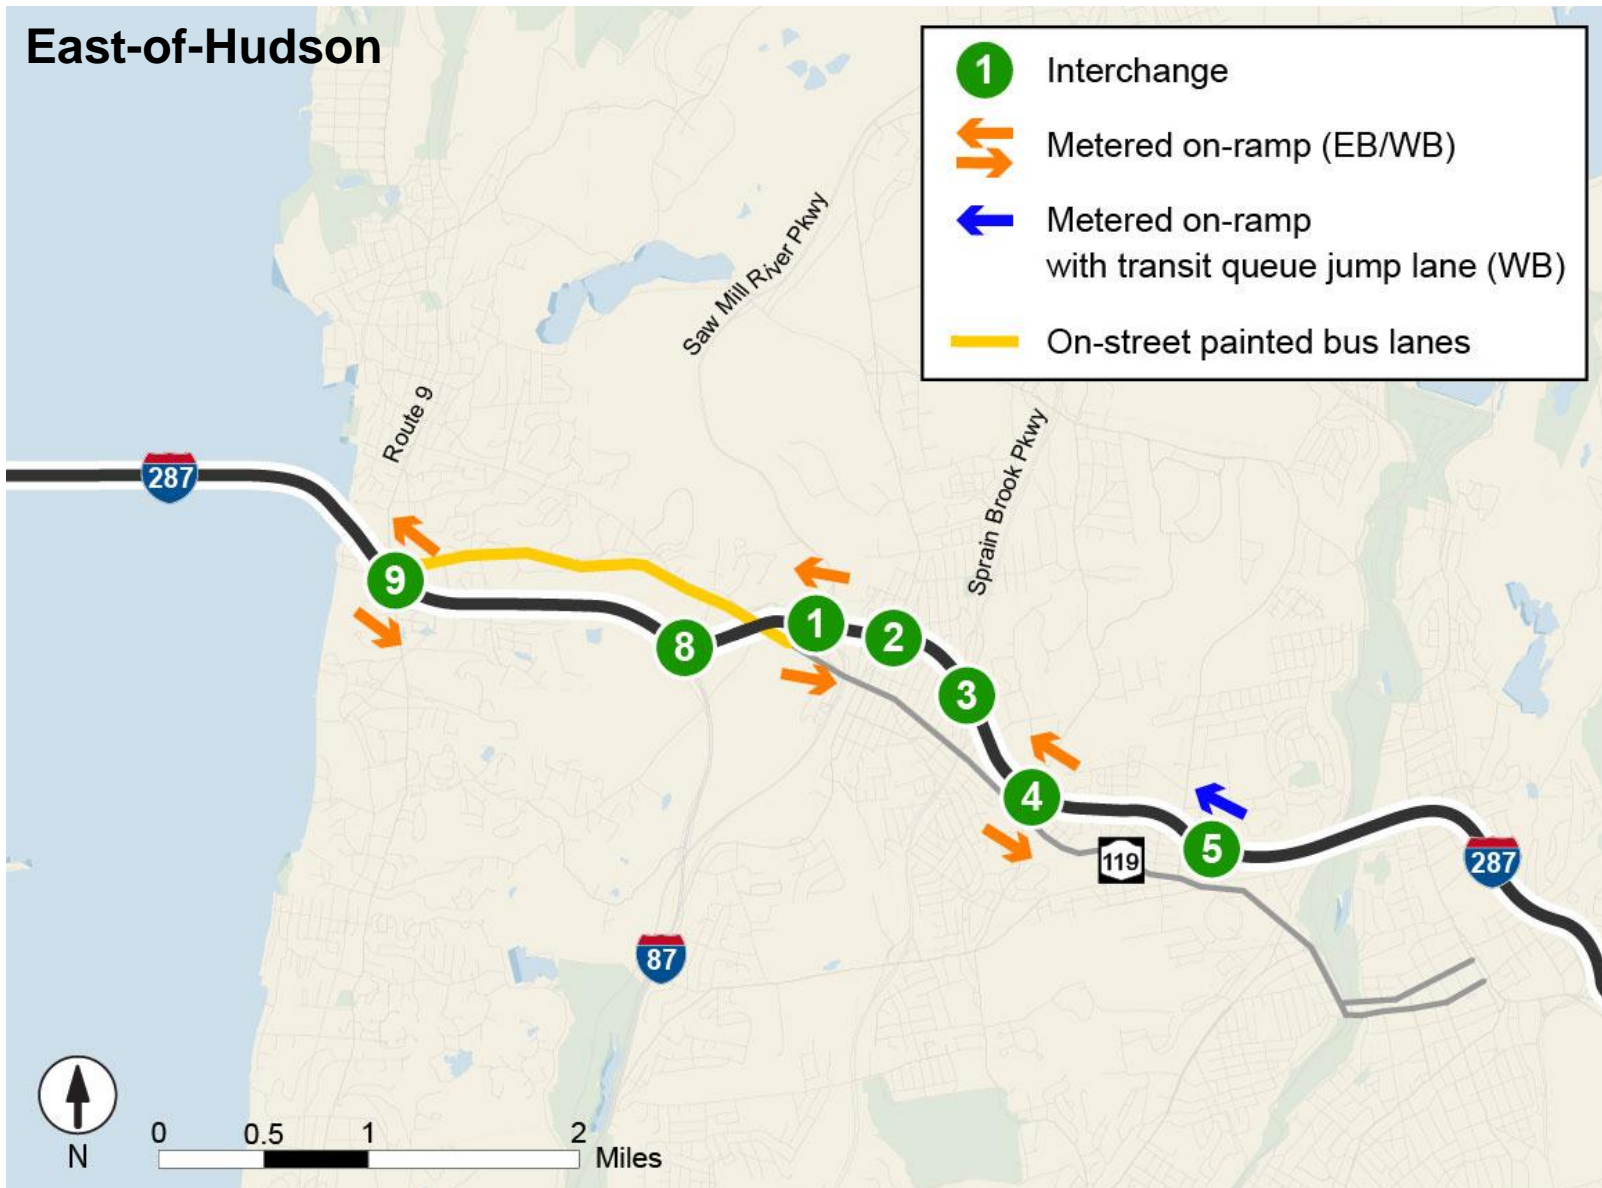 East-of-Hudson
1
Interchange
Metered on-ramp (EB/WB)
Metered on-ramp
with transit queue jump lane (WB)
On-street painted bus lanes
Saw Mill River Pkwy
Route 9
Sprain Brook Pkwy
287
9
8
1
2
3
4
5
119
287
87
N
0 0.5 1 2
Miles